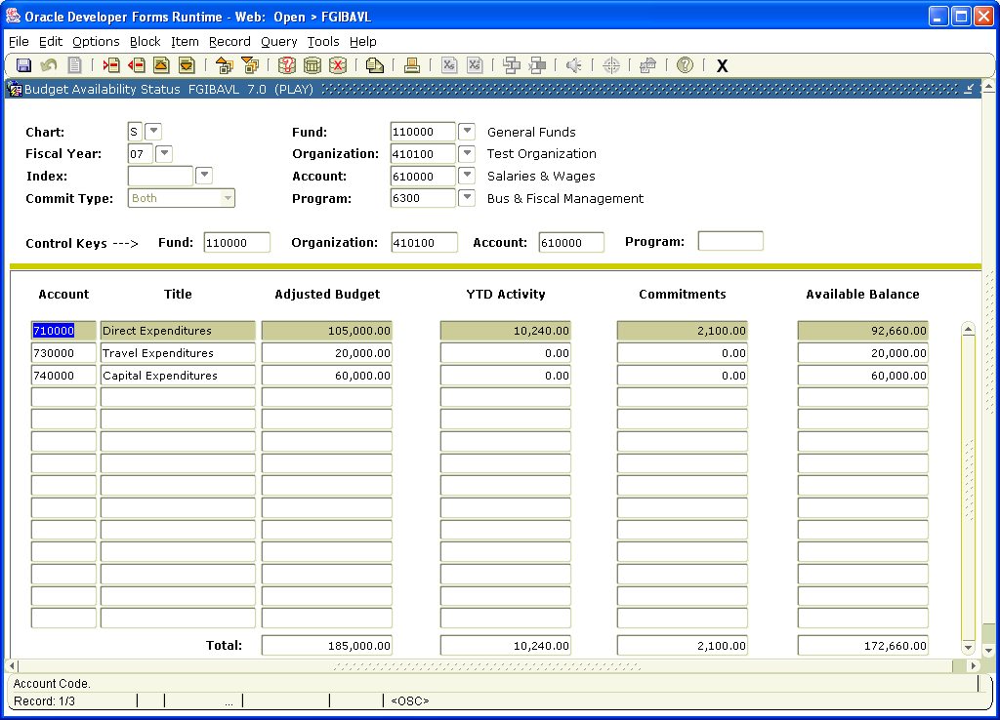 Oracle Developer Forms Runtime - Web: Open > FGIBAVL
File Edit Options Block Item Record Query Tools Help
X
Budget Availability Status FGIBAVL 7.0 (PLAY)
Chart: S Fund: 110000 General Funds
Fiscal Year: 07 Organization: 410100 Test Organization
Index: Account: 610000 Salaries & Wages
Commit Type: Both Program: 6300 Bus & Fiscal Management
Control Keys ---> Fund: 110000 Organization: 410100 Account: 610000 Program:
Account Title Adjusted Budget YTD Activity Commitments Available Balance
710000 Direct Expenditures 105,000.00 10,240.00 2,100.00 92,660.00
730000 Travel Expenditures 20,000.00 0.00 0.00 20,000.00
740000 Capital Expenditures 60,000.00 0.00 0.00 60,000.00
Total: 185,000.00 10,240.00 2,100.00 172,660.00
Account Code.
Record: 1/3 ... <OSC>